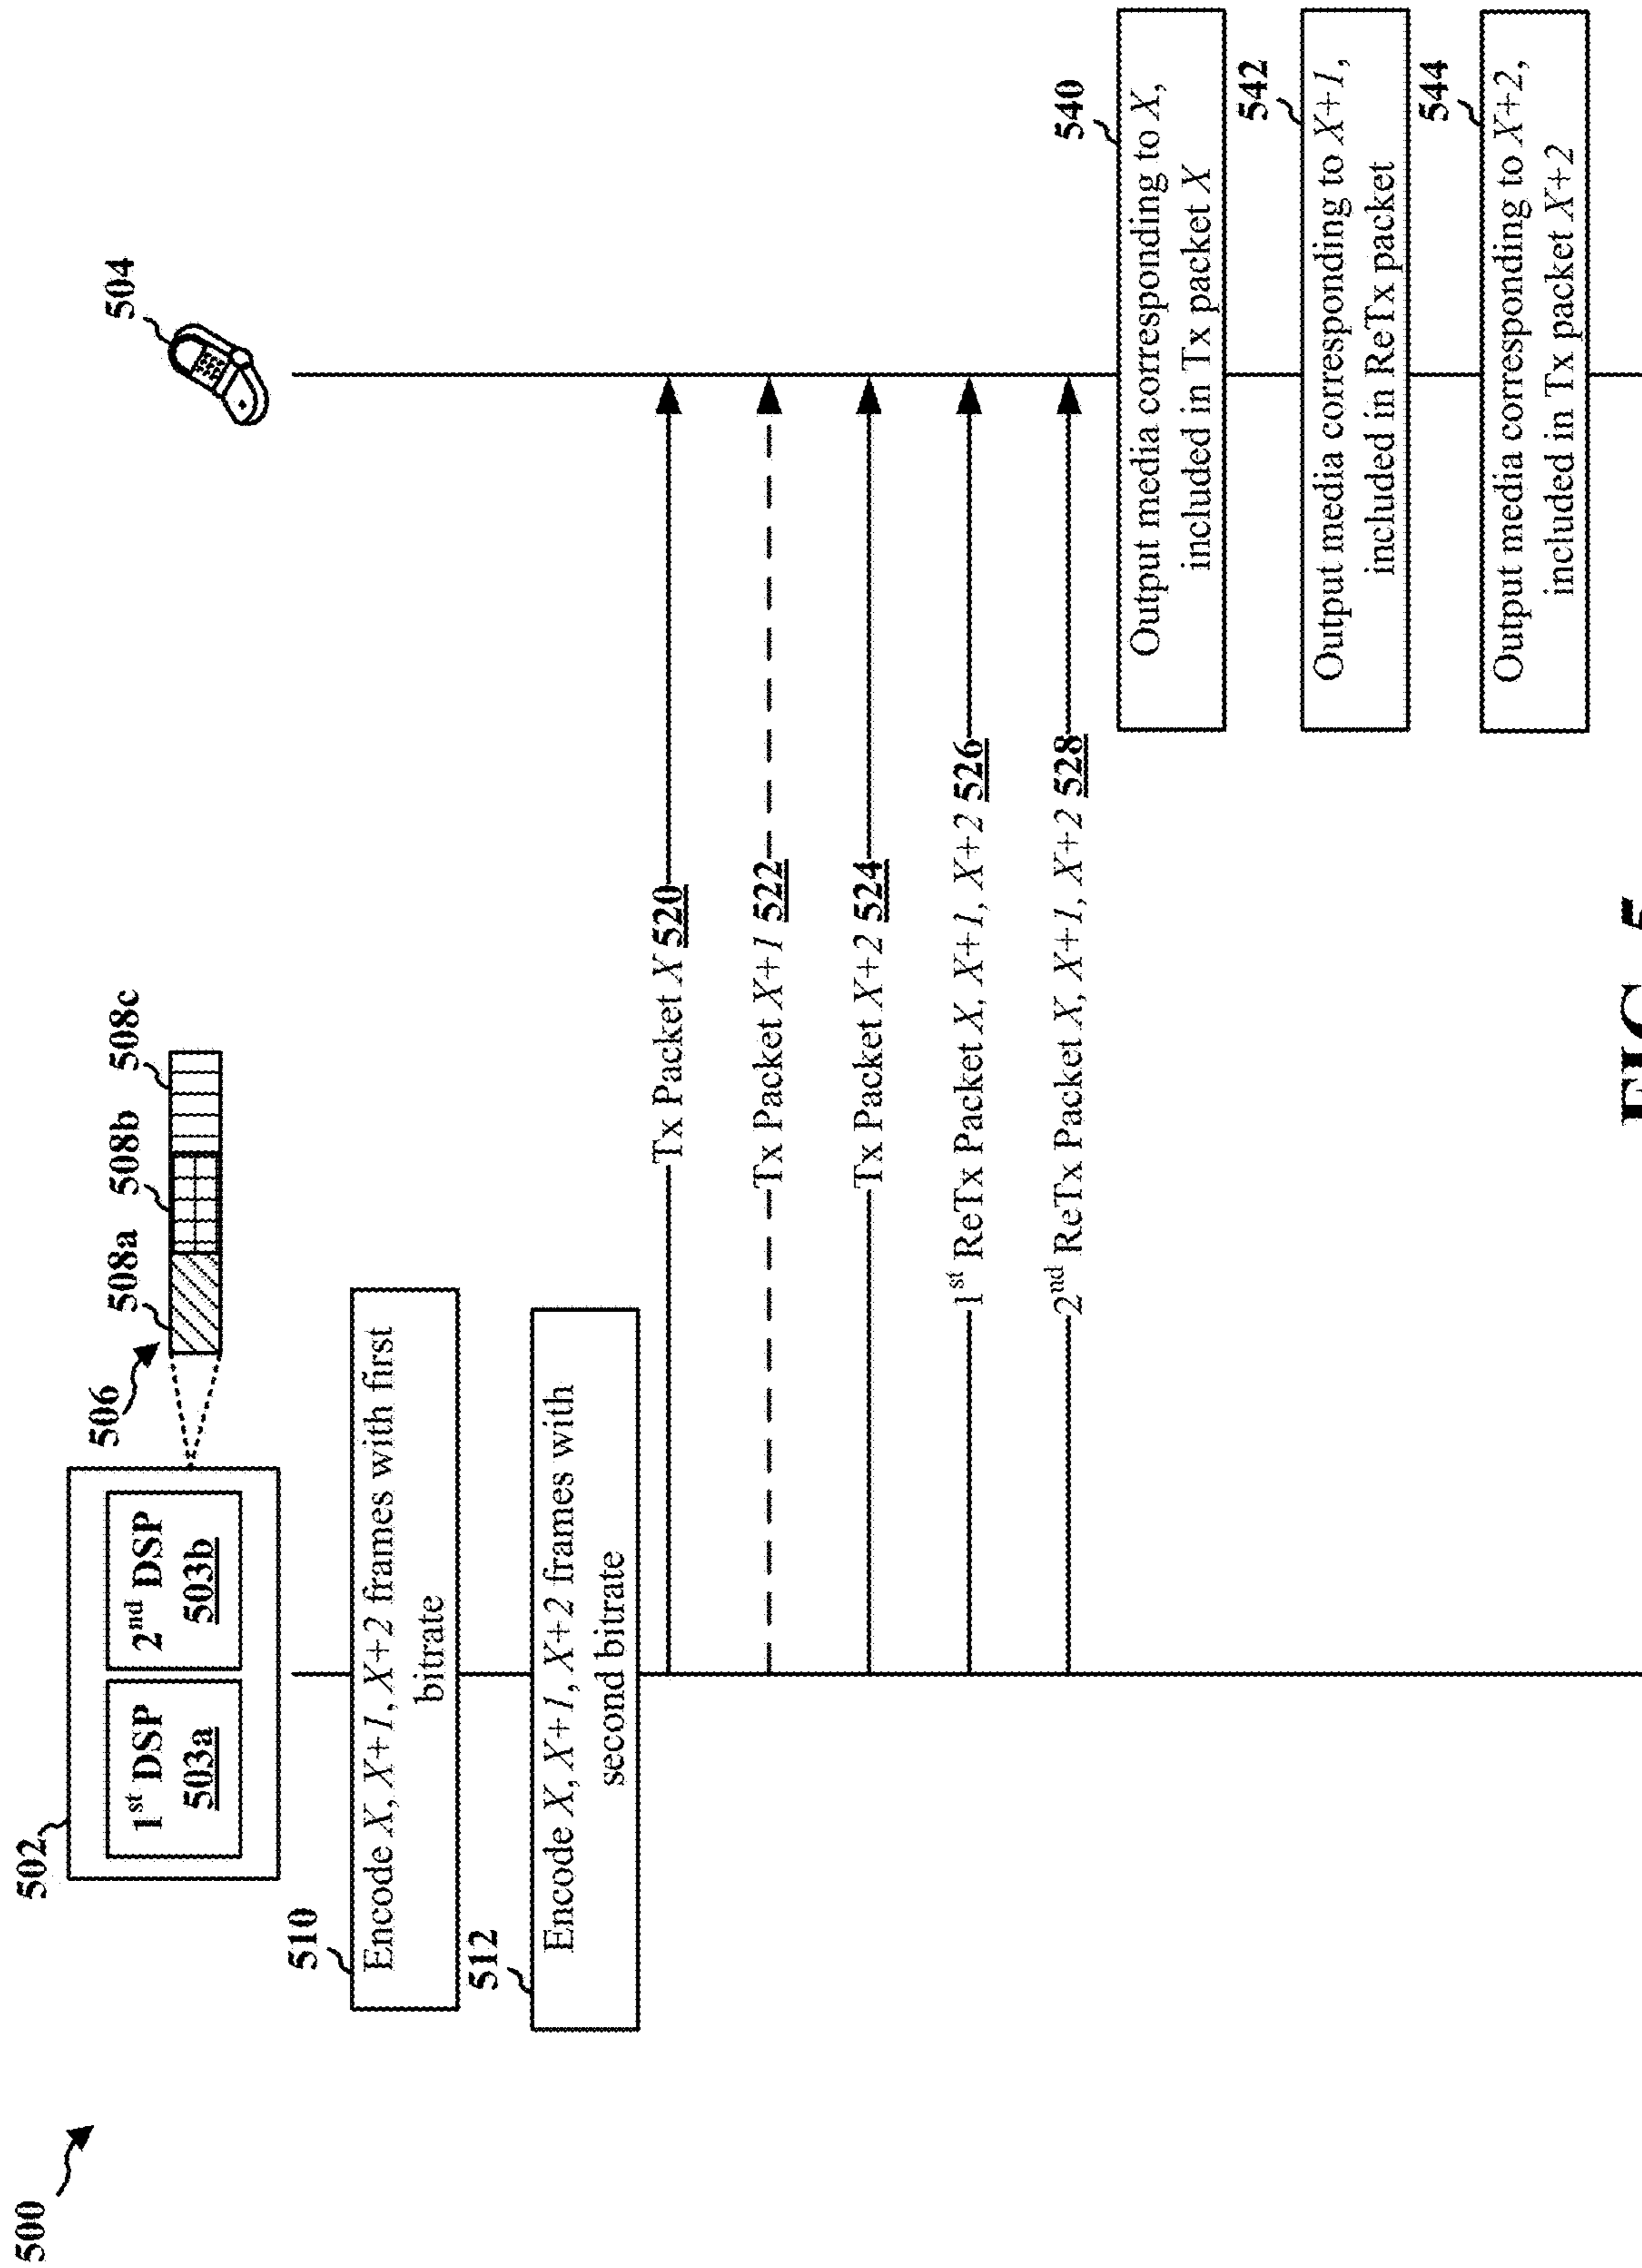 500
502
1st DSP
503a
2nd DSP
503b
506
508a
508b
508c
504
510
Encode X, X+1, X+2 frames with first
bitrate
512
Encode X, X+1, X+2 frames with
second bitrate
Tx Packet X 520
Tx Packet X+1 522
Tx Packet X+2 524
1st ReTx Packet X, X+1, X+2 526
2nd ReTx Packet X, X+1, X+2 528
540
Output media corresponding to X,
included in Tx packet X
542
Output media corresponding to X+1,
included in ReTx packet
544
Output media corresponding to X+2,
included in Tx packet X+2
FIG. 5